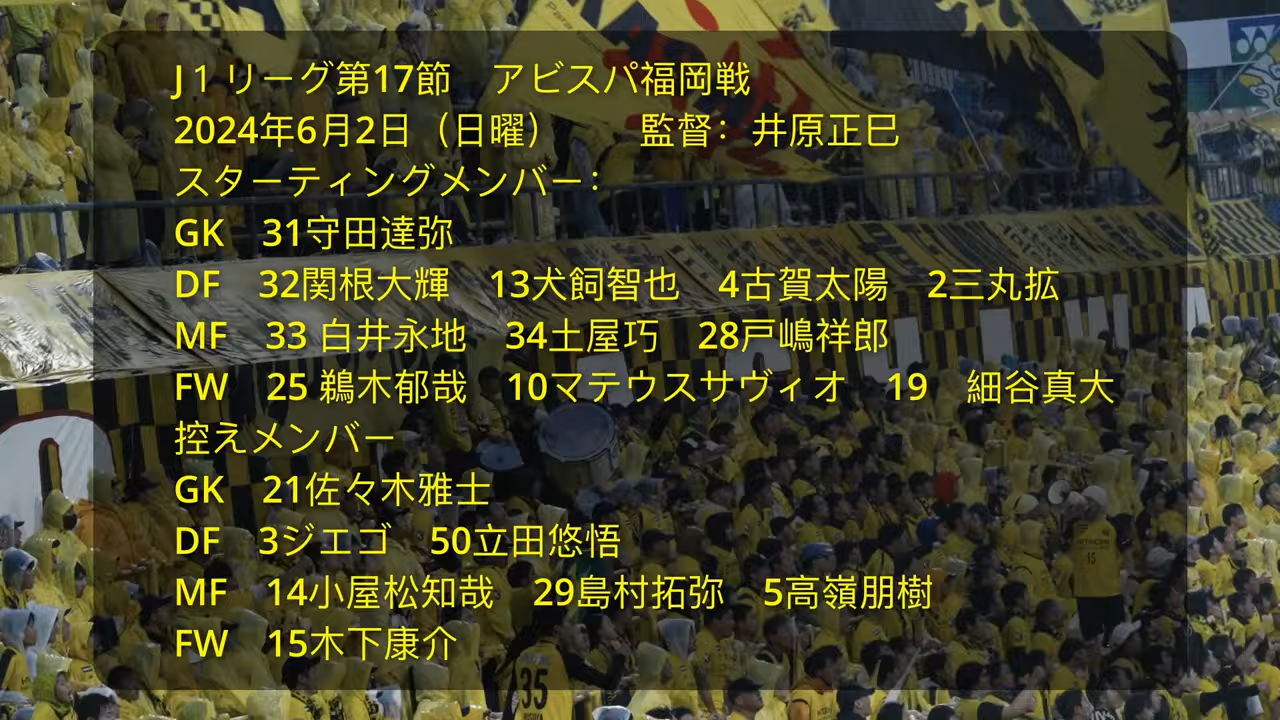 J１リーグ第17節　アビスパ福岡戦
2024年6月2日（日曜）　　監督：井原正巳
スターティングメンバー：
GK　31守田達弥
DF　32関根大輝　13犬飼智也　4古賀太陽　2三丸拡
MF　33 白井永地　34土屋巧　28戸嶋祥郎
FW　25 鵜木郁哉　10マテウスサヴィオ　19　細谷真大
控えメンバー
GK　21佐々木雅士
DF　3ジエゴ　50立田悠悟
MF　14小屋松知哉　29島村拓弥　5高嶺朋樹
FW　15木下康介
35